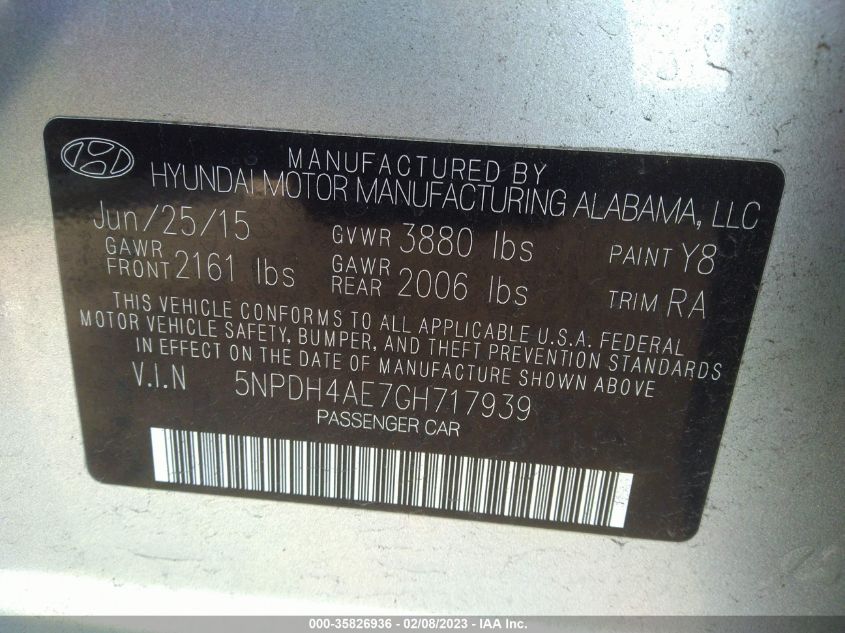 MANUFACTURED BY
HYUNDAI MOTOR MANUFACTURING ALABAMA, LLC
Jun/25/15 GVWR 3880 lbs PAINT Y8
GAWR FRONT 2161 lbs GAWR REAR 2006 lbs TRIM RA
THIS VEHICLE CONFORMS TO ALL APPLICABLE U.S.A. FEDERAL
MOTOR VEHICLE SAFETY, BUMPER, AND THEFT PREVENTION STANDARDS
IN EFFECT ON THE DATE OF MANUFACTURE SHOWN ABOVE
V.I.N 5NPDH4AE7GH717939
PASSENGER CAR
000-35826936 - 02/08/2023 - IAA Inc.